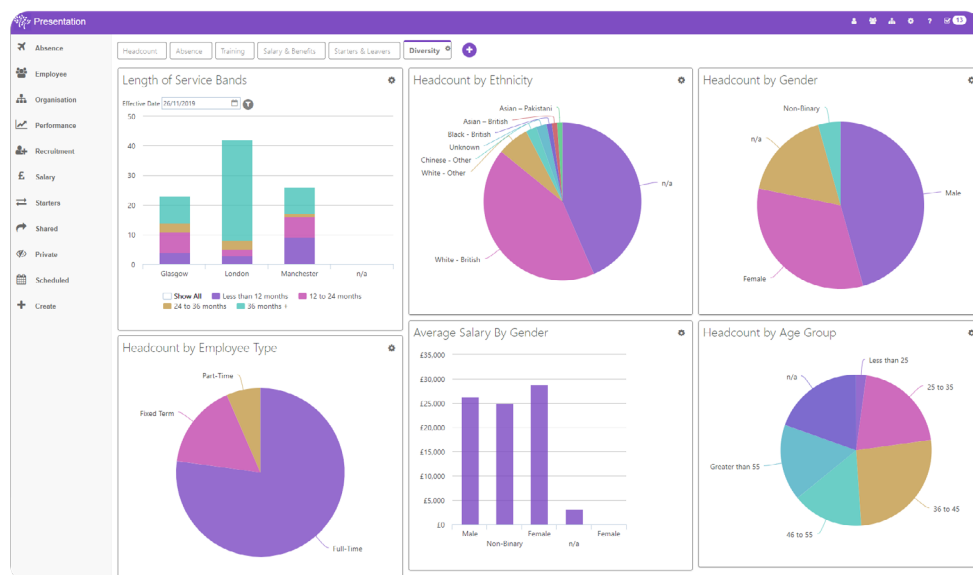 Presentation
13
Absence
Employee
Organisation
Performance
Recruitment
£ Salary
Starters
Shared
Private
Scheduled
Create
Headcount
Absence
Training
Salary & Benefits
Starters & Leavers
Diversity
Length of Service Bands
Effective Date 26/11/2019
50
40
30
20
10
0
Glasgow London Manchester n/a
Show All Less than 12 months 12 to 24 months
24 to 36 months 36 months +
Headcount by Ethnicity
Asian – Pakistani
Asian – British
Black - British
Unknown
Chinese - Other
White - Other
n/a
White - British
Headcount by Gender
Non-Binary
n/a
Male
Female
Headcount by Employee Type
Part-Time
Fixed Term
Full-Time
Average Salary By Gender
£35,000
£30,000
£25,000
£20,000
£15,000
£10,000
£5,000
£0
Male Female Female
Non-Binary n/a
Headcount by Age Group
Less than 25
n/a
25 to 35
Greater than 55
36 to 45
46 to 55